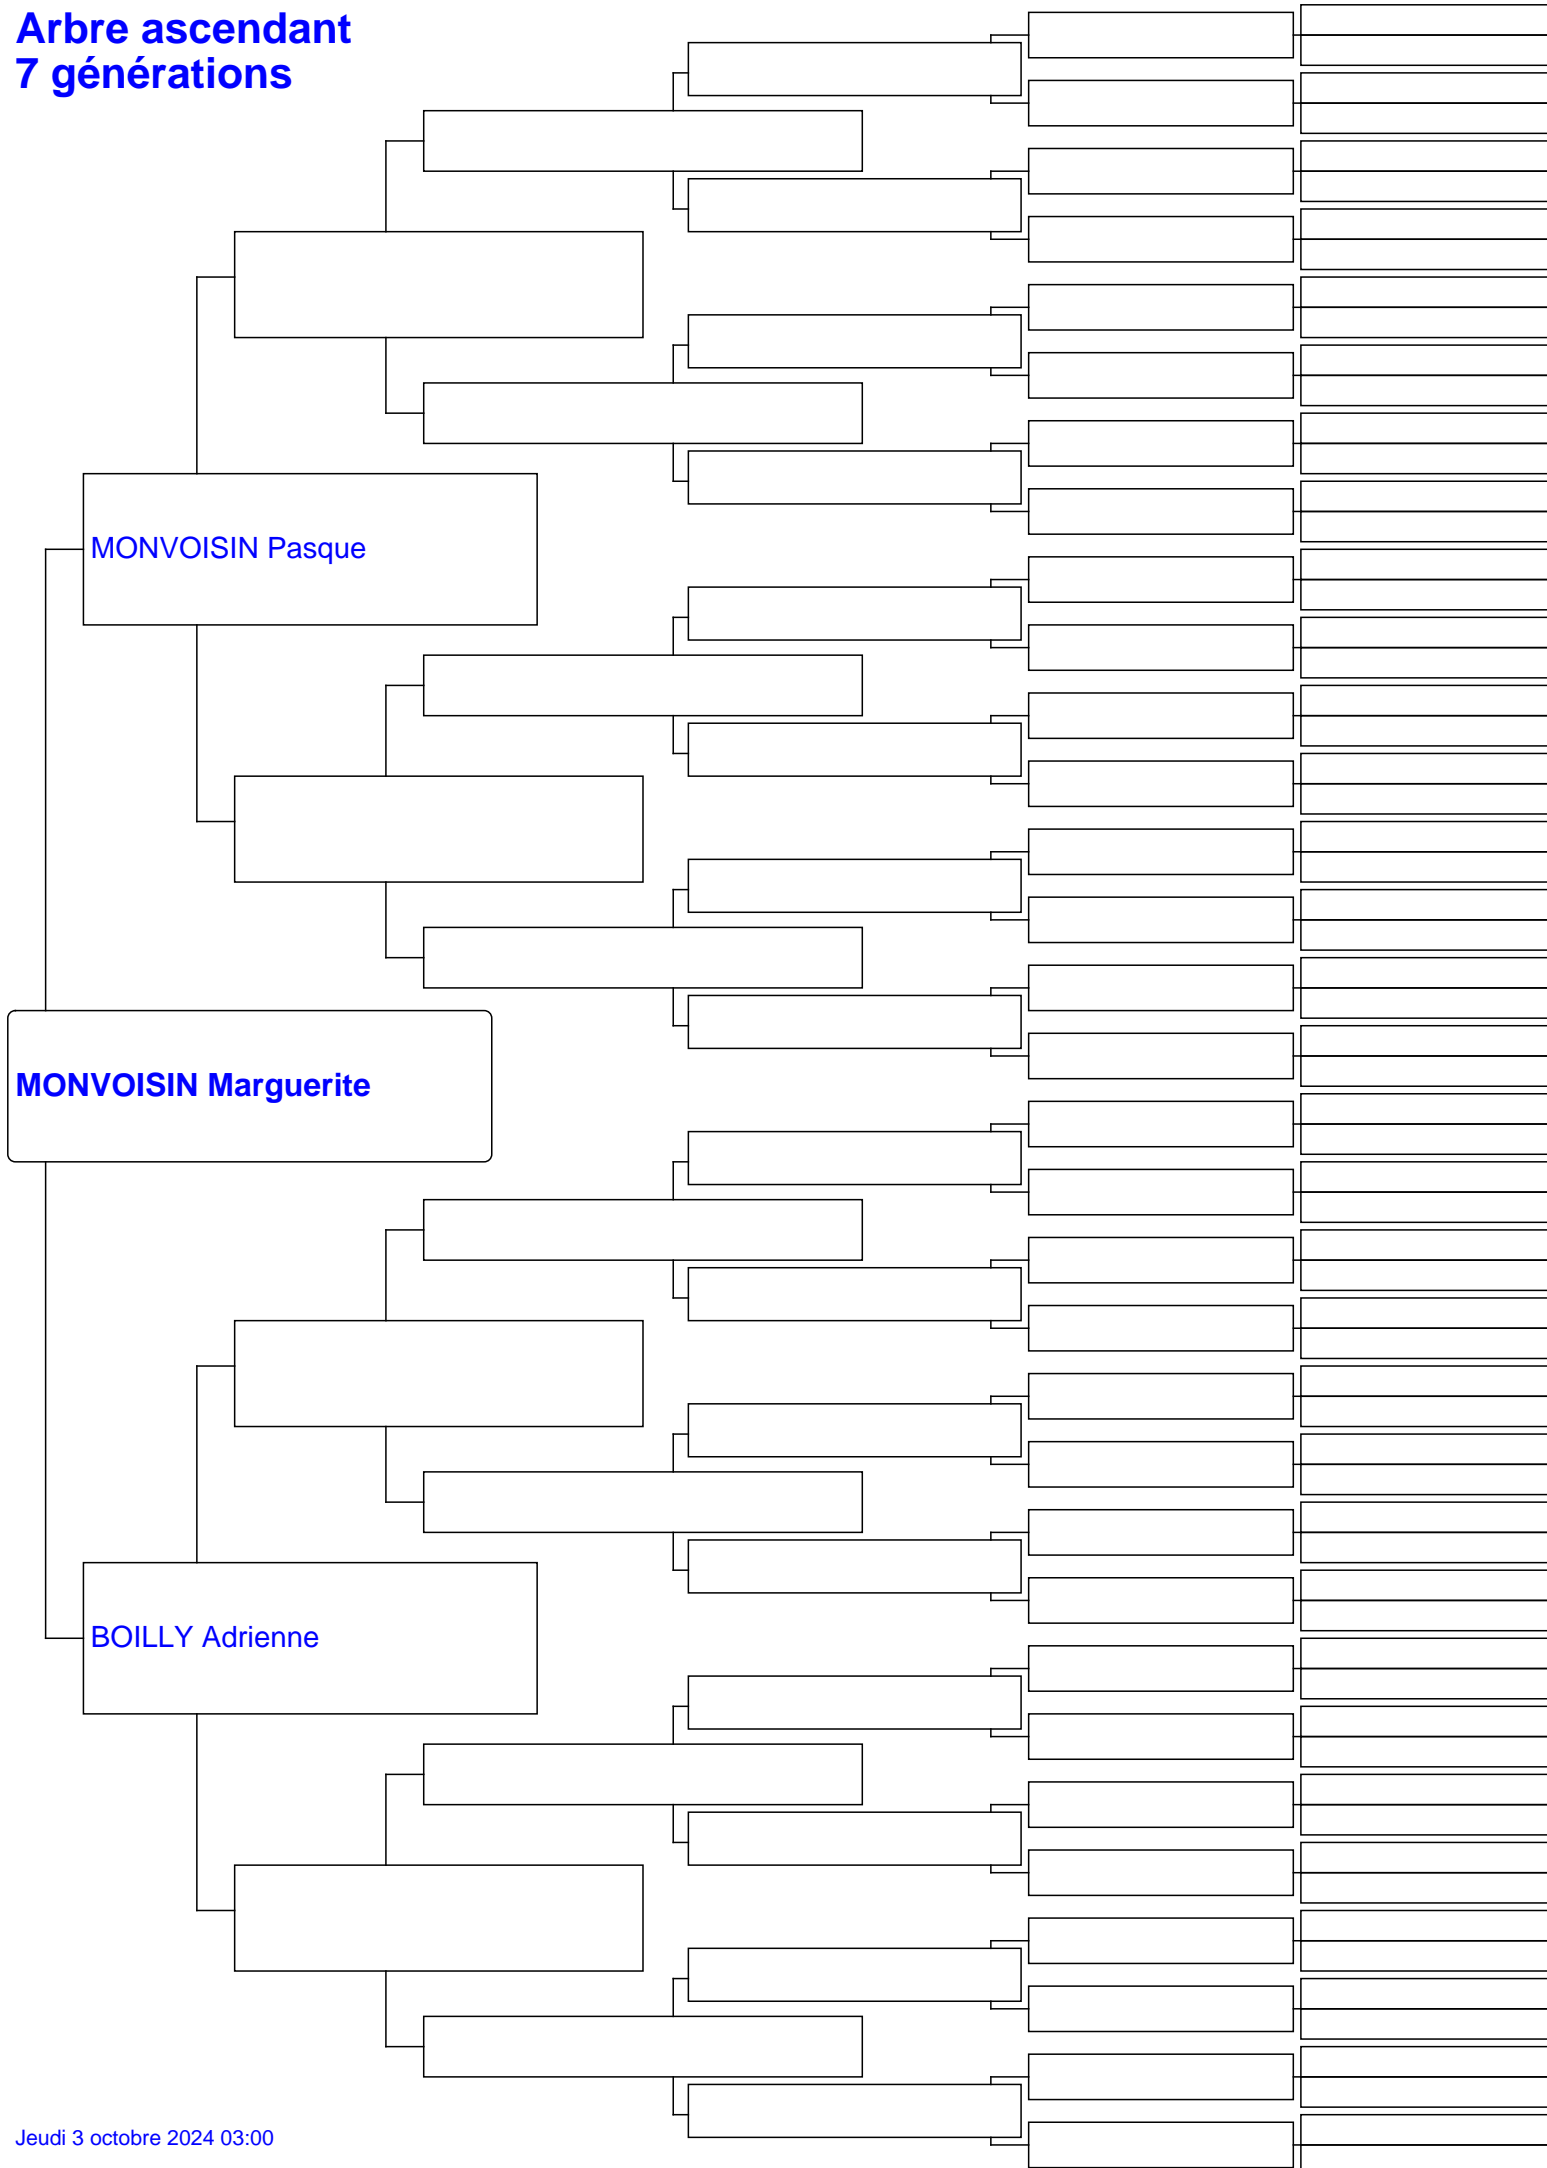 Arbre ascendant
7 générations
MONVOISIN Pasque
MONVOISIN Marguerite
BOILLY Adrienne
Jeudi 3 octobre 2024 03:00